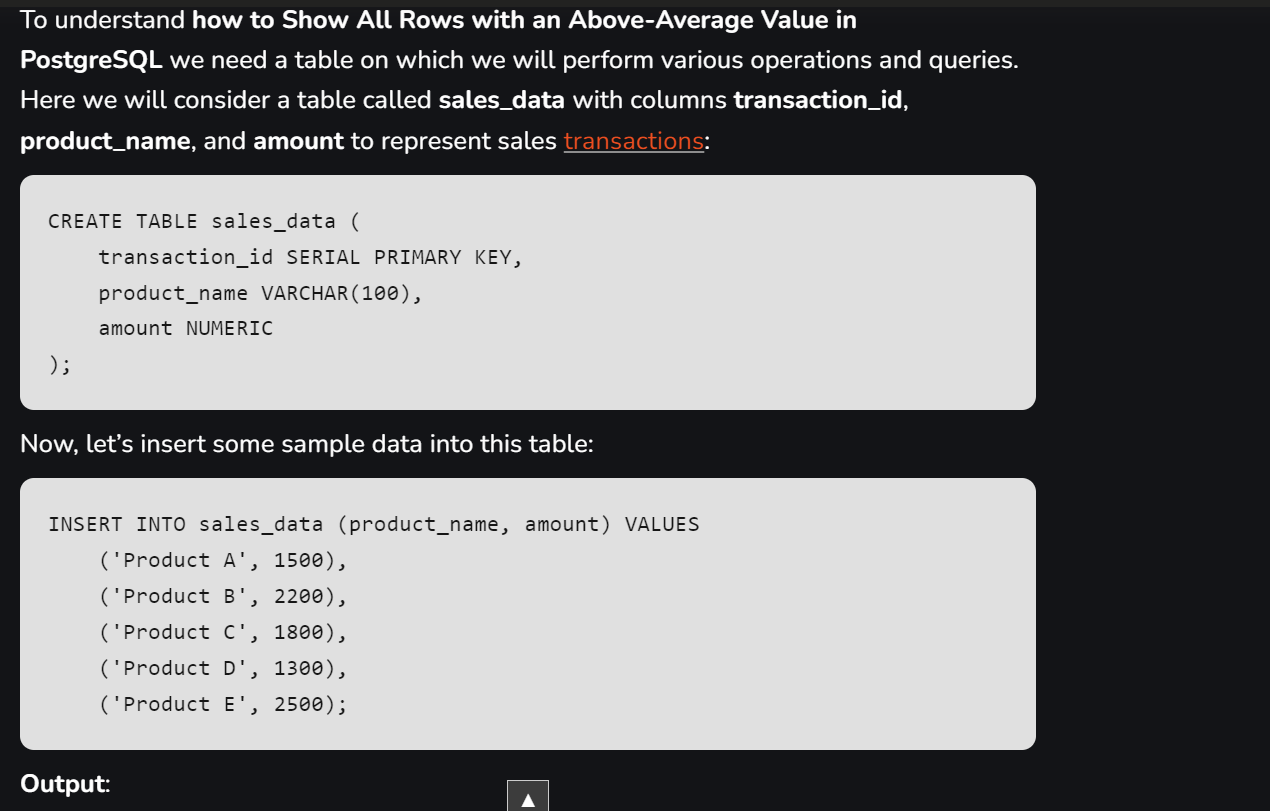 To understand how to Show All Rows with an Above-Average Value in
PostgreSQL we need a table on which we will perform various operations and queries.
Here we will consider a table called sales_data with columns transaction_id,
product_name, and amount to represent sales transactions:
CREATE TABLE sales_data (
    transaction_id SERIAL PRIMARY KEY,
    product_name VARCHAR(100),
    amount NUMERIC
);
Now, let’s insert some sample data into this table:
INSERT INTO sales_data (product_name, amount) VALUES
    ('Product A', 1500),
    ('Product B', 2200),
    ('Product C', 1800),
    ('Product D', 1300),
    ('Product E', 2500);
Output:
▲